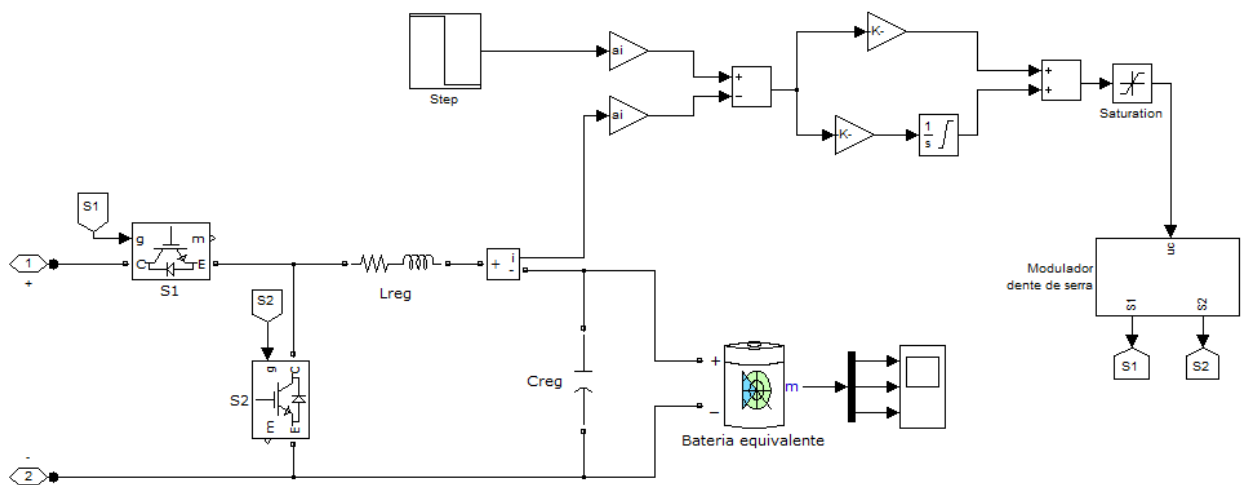 Step
ai
ai
+
−
K-
K-
1
s
+
+
Saturation
uc
Modulador
dente de serra
S1
S2
S1
S2
S1
g
m
C
E
S1
1
+
S2
g
C
S2
E
E
Lreg
+
i
-
Creg
+
−
m
Bateria equivalente
-
2